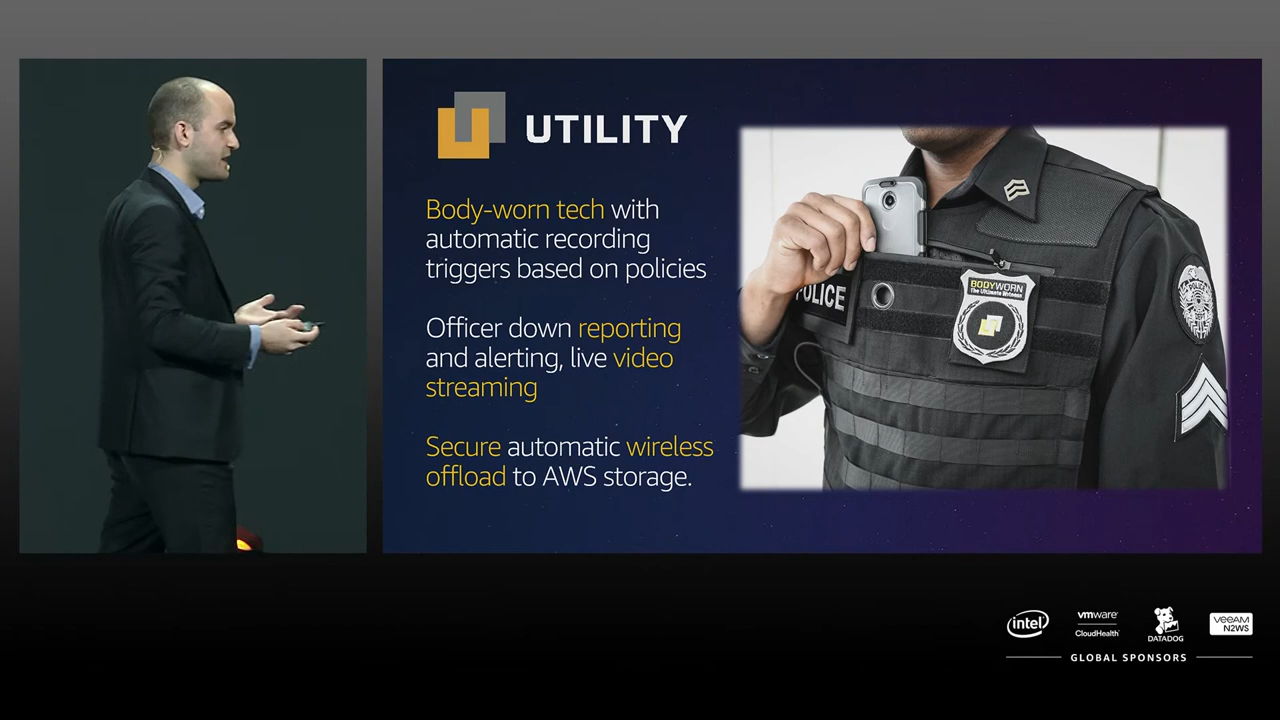 UTILITY
Body-worn tech with
automatic recording
triggers based on policies
Officer down reporting
and alerting, live video
streaming
Secure automatic wireless
offload to AWS storage.
POLICE
BODYWORN
The Ultimate Witness
intel
vmware
CloudHealth
DATADOG
VEEAM
N2WS
GLOBAL SPONSORS